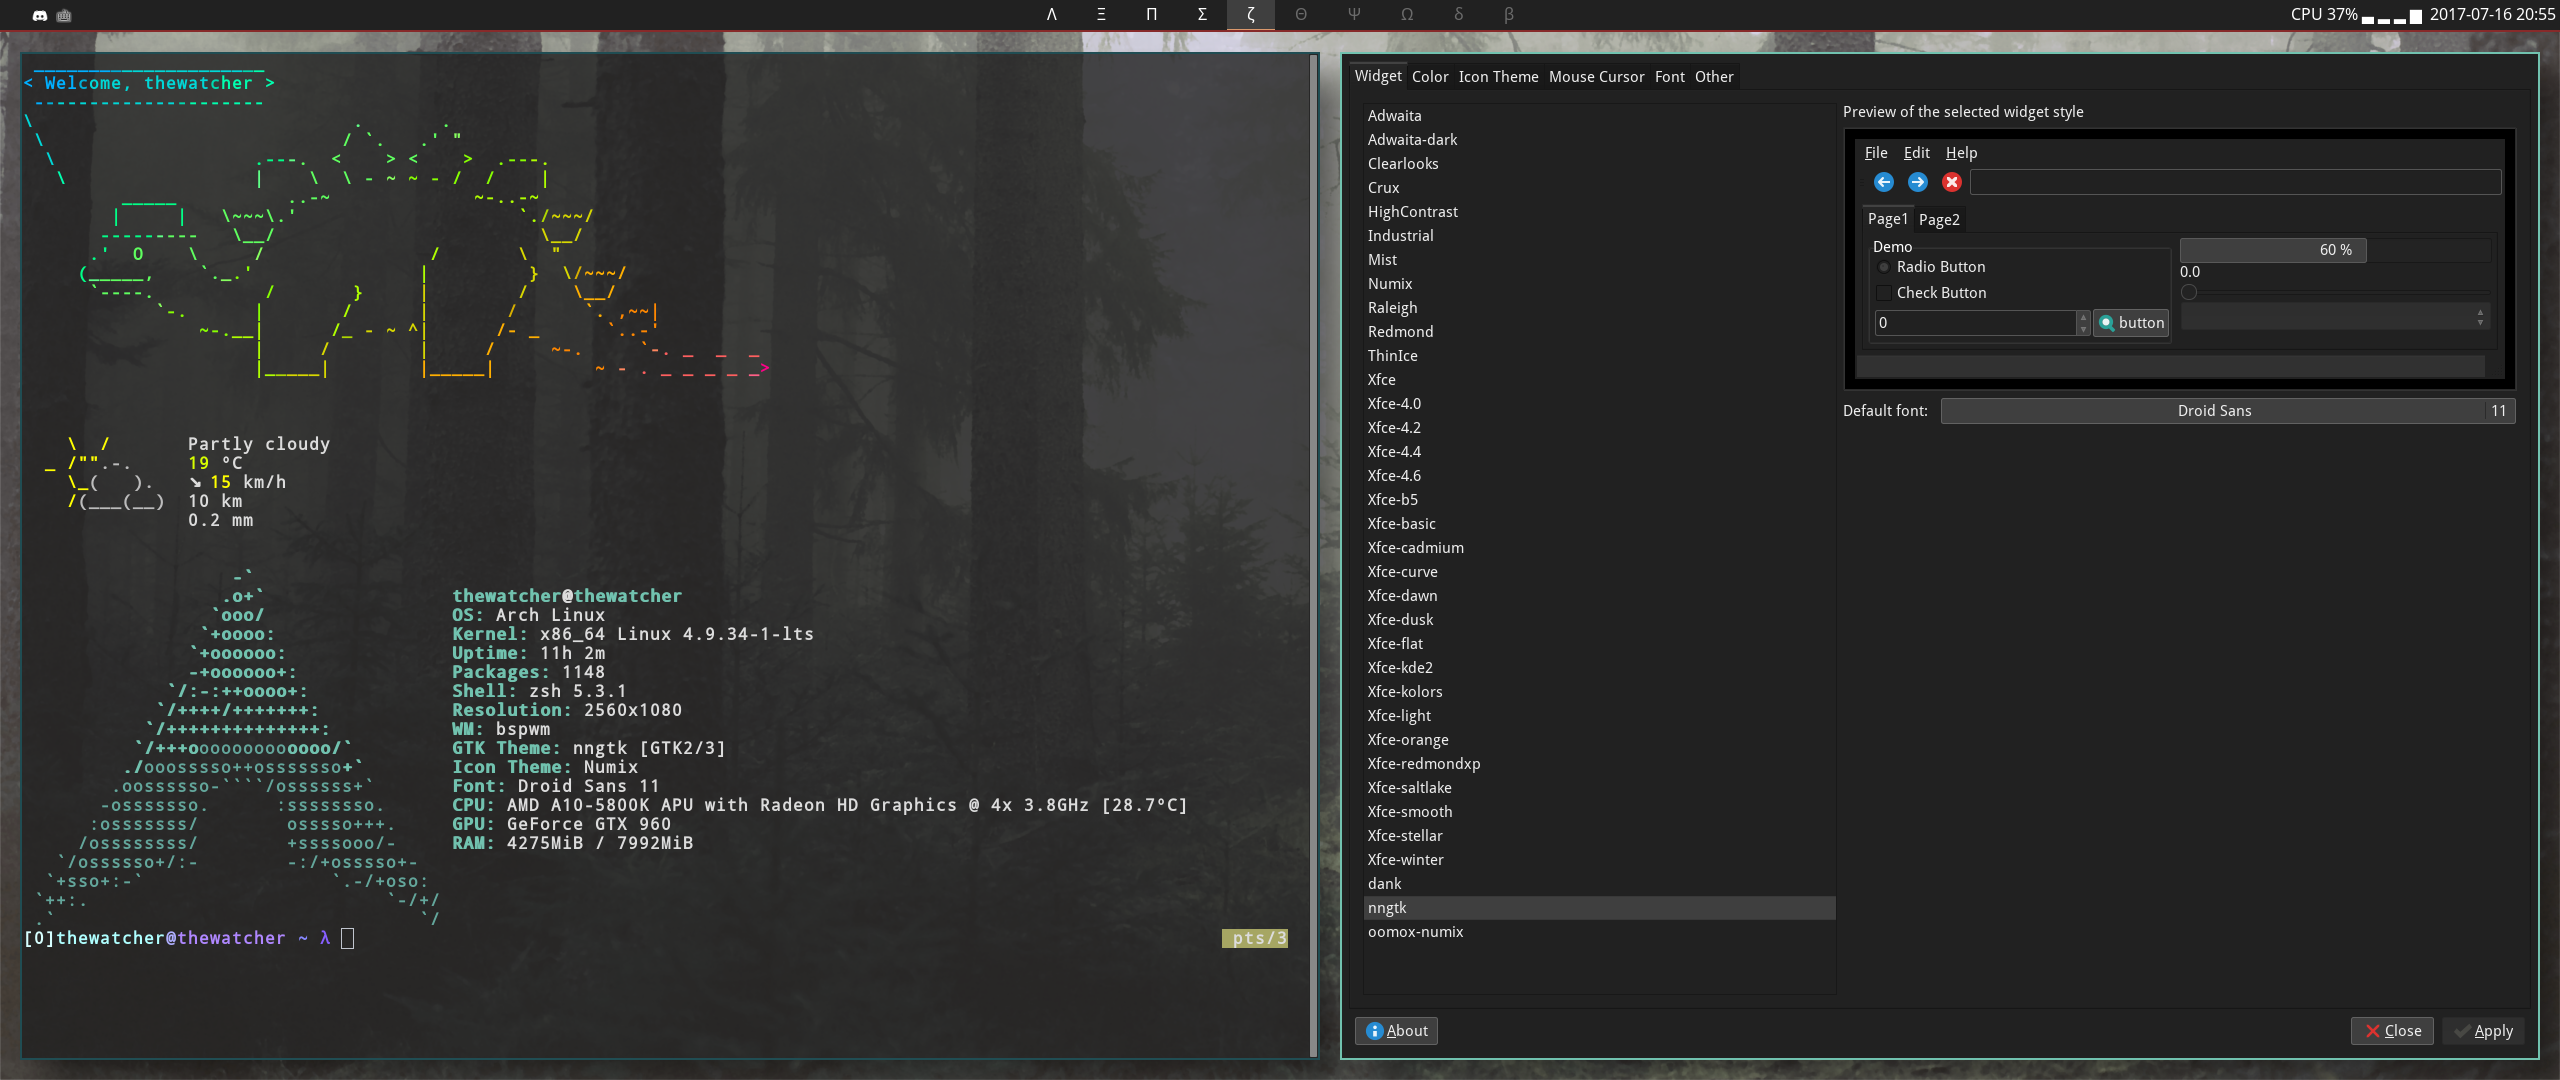 Λ Ξ Π Σ ζ Θ Ψ Ω δ β
CPU 37% 2017-07-16 20:55
< Welcome, thewatcher >
Partly cloudy
19 °C
↘ 15 km/h
10 km
0.2 mm
thewatcher@thewatcher
OS: Arch Linux
Kernel: x86_64 Linux 4.9.34-1-lts
Uptime: 11h 2m
Packages: 1148
Shell: zsh 5.3.1
Resolution: 2560x1080
WM: bspwm
GTK Theme: nngtk [GTK2/3]
Icon Theme: Numix
Font: Droid Sans 11
CPU: AMD A10-5800K APU with Radeon HD Graphics @ 4x 3.8GHz [28.7°C]
GPU: GeForce GTX 960
RAM: 4275MiB / 7992MiB
[0]thewatcher@thewatcher ~ λ
pts/3
Widget Color Icon Theme Mouse Cursor Font Other
Adwaita
Adwaita-dark
Clearlooks
Crux
HighContrast
Industrial
Mist
Numix
Raleigh
Redmond
ThinIce
Xfce
Xfce-4.0
Xfce-4.2
Xfce-4.4
Xfce-4.6
Xfce-b5
Xfce-basic
Xfce-cadmium
Xfce-curve
Xfce-dawn
Xfce-dusk
Xfce-flat
Xfce-kde2
Xfce-kolors
Xfce-light
Xfce-orange
Xfce-redmondxp
Xfce-saltlake
Xfce-smooth
Xfce-stellar
Xfce-winter
dank
nngtk
oomox-numix
Preview of the selected widget style
File Edit Help
Page1 Page2
Demo
Radio Button
Check Button
0
button
60 %
0.0
Default font: Droid Sans 11
About
Close
Apply